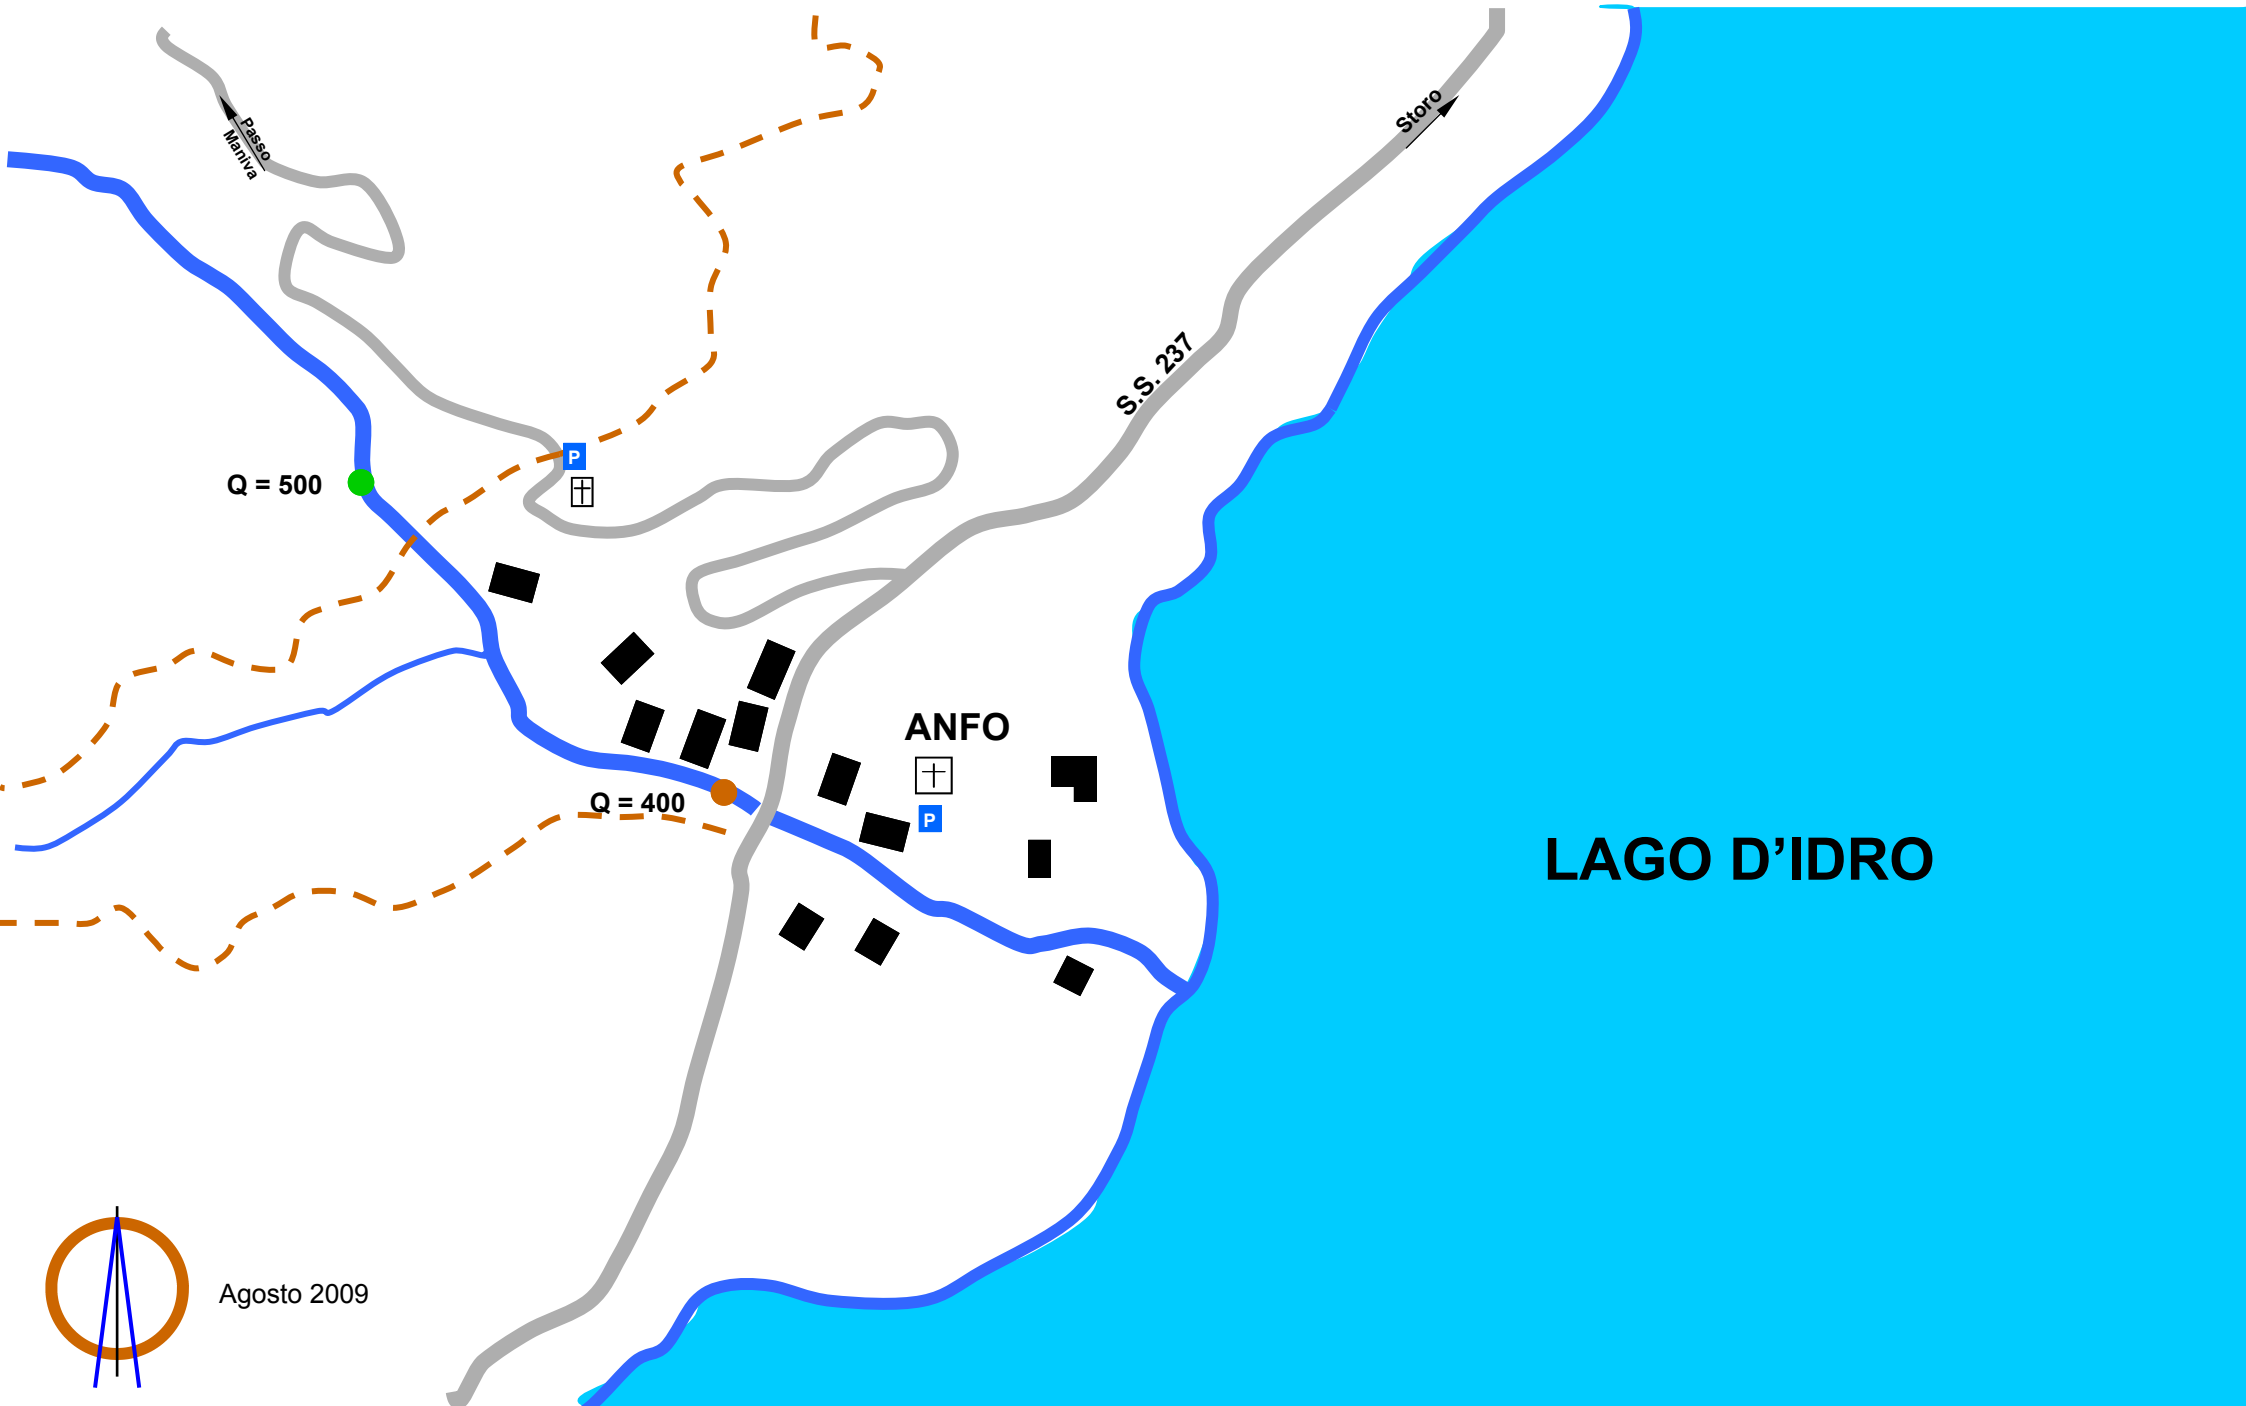 Passo
Maniva
Storo
S.S. 237
P
Q = 500
ANFO
Q = 400
P
LAGO D’IDRO
Agosto 2009